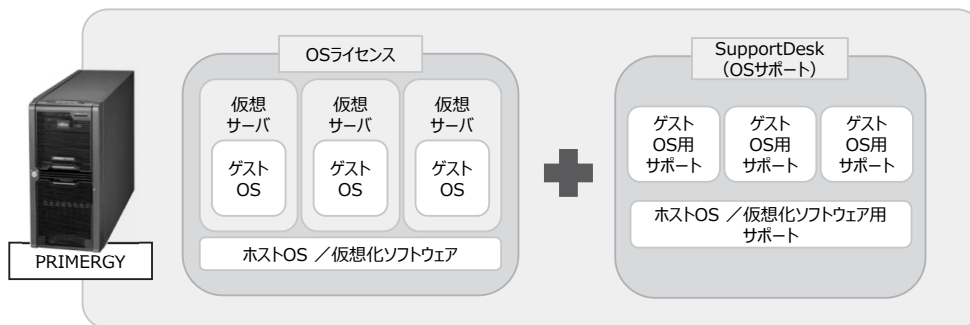 OSライセンス
仮想
サーバ
ゲスト
OS
仮想
サーバ
ゲスト
OS
仮想
サーバ
ゲスト
OS
ホストOS ／仮想化ソフトウェア
SupportDesk
（OSサポート）
ゲスト
OS用
サポート
ゲスト
OS用
サポート
ゲスト
OS用
サポート
ホストOS ／仮想化ソフトウェア用
サポート
PRIMERGY